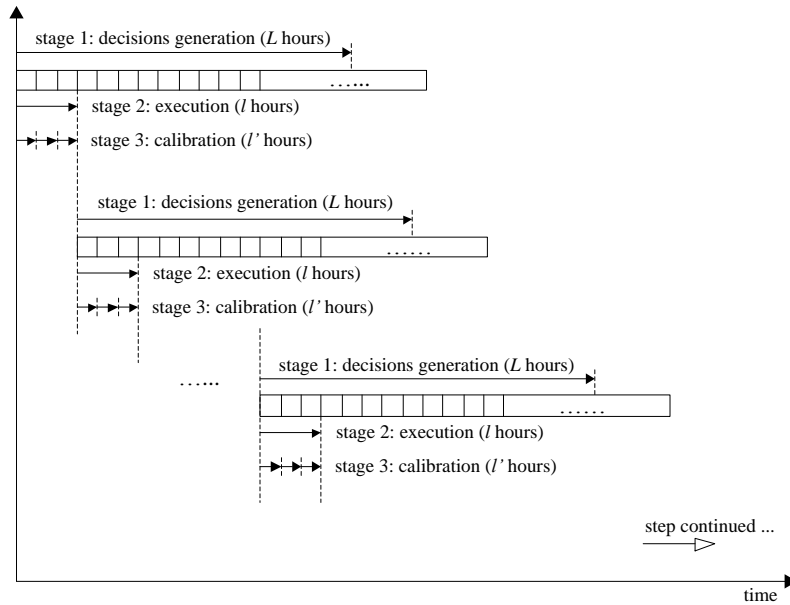 stage 1: decisions generation (L hours)
…...
stage 2: execution (l hours)
stage 3: calibration (l' hours)
stage 1: decisions generation (L hours)
……
stage 2: execution (l hours)
stage 3: calibration (l' hours)
stage 1: decisions generation (L hours)
…...
……
stage 2: execution (l hours)
stage 3: calibration (l' hours)
step continued ...
time